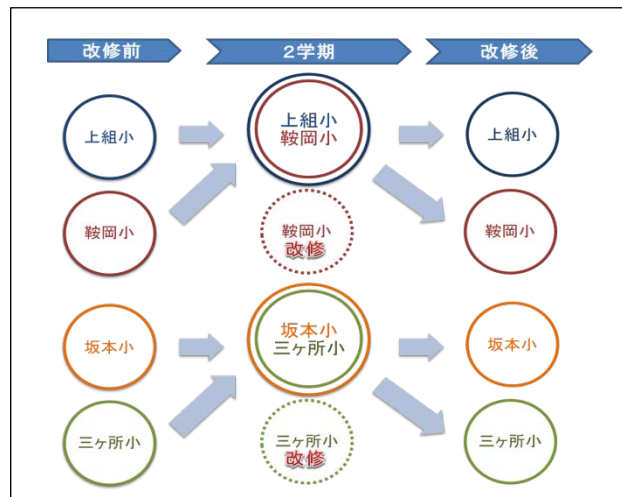 改修前
2学期
改修後
上組小
上組小
鞍岡小
上組小
鞍岡小
鞍岡小
改修
鞍岡小
坂本小
坂本小
三ヶ所小
坂本小
三ヶ所小
三ヶ所小
改修
三ヶ所小